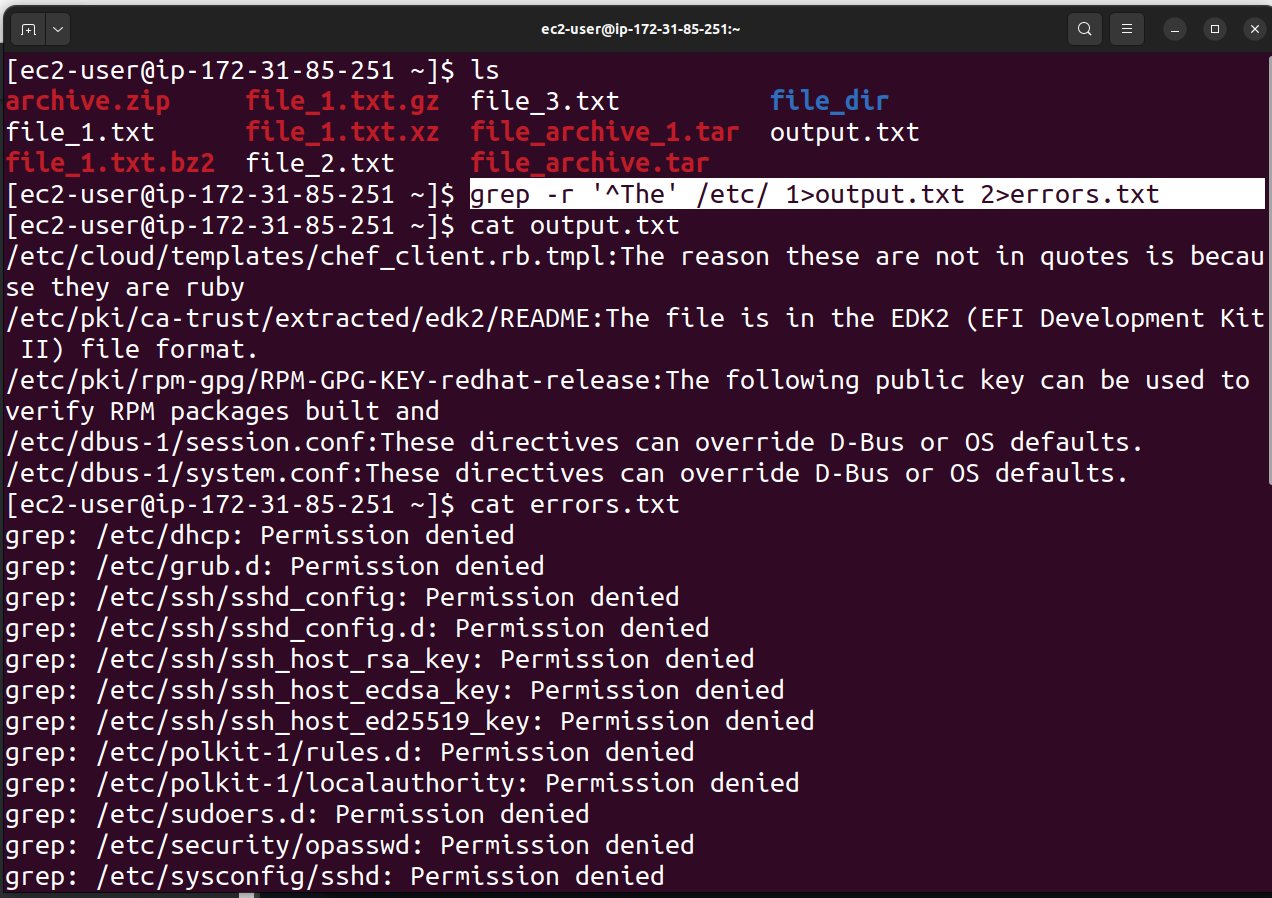 ec2-user@ip-172-31-85-251:~
[ec2-user@ip-172-31-85-251 ~]$ ls
archive.zip     file_1.txt.gz  file_3.txt          file_dir
file_1.txt      file_1.txt.xz  file_archive_1.tar  output.txt
file_1.txt.bz2  file_2.txt     file_archive.tar
[ec2-user@ip-172-31-85-251 ~]$ grep -r '^The' /etc/ 1>output.txt 2>errors.txt
[ec2-user@ip-172-31-85-251 ~]$ cat output.txt
/etc/cloud/templates/chef_client.rb.tmpl:The reason these are not in quotes is becau
se they are ruby
/etc/pki/ca-trust/extracted/edk2/README:The file is in the EDK2 (EFI Development Kit
 II) file format.
/etc/pki/rpm-gpg/RPM-GPG-KEY-redhat-release:The following public key can be used to
verify RPM packages built and
/etc/dbus-1/session.conf:These directives can override D-Bus or OS defaults.
/etc/dbus-1/system.conf:These directives can override D-Bus or OS defaults.
[ec2-user@ip-172-31-85-251 ~]$ cat errors.txt
grep: /etc/dhcp: Permission denied
grep: /etc/grub.d: Permission denied
grep: /etc/ssh/sshd_config: Permission denied
grep: /etc/ssh/sshd_config.d: Permission denied
grep: /etc/ssh/ssh_host_rsa_key: Permission denied
grep: /etc/ssh/ssh_host_ecdsa_key: Permission denied
grep: /etc/ssh/ssh_host_ed25519_key: Permission denied
grep: /etc/polkit-1/rules.d: Permission denied
grep: /etc/polkit-1/localauthority: Permission denied
grep: /etc/sudoers.d: Permission denied
grep: /etc/security/opasswd: Permission denied
grep: /etc/sysconfig/sshd: Permission denied